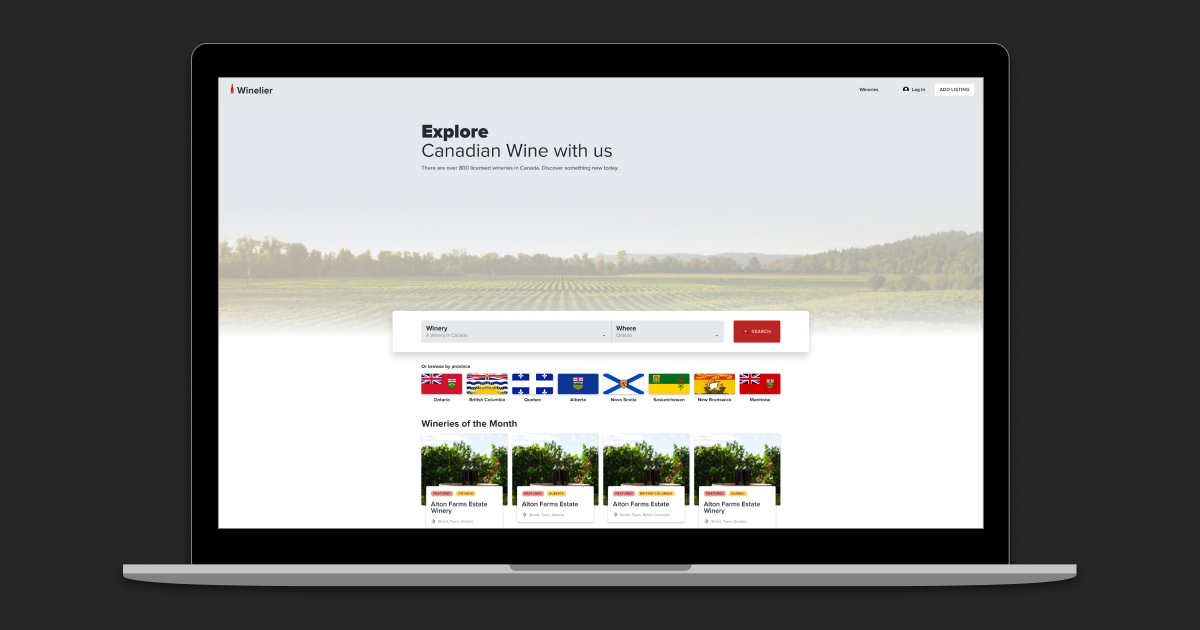 Winelier
Wineries
Log In
ADD LISTING
Explore
Canadian Wine with us
There are over 800 licensed wineries in Canada. Discover something new today.
Winery
A Winery in Canada
Where
Ontario
SEARCH
Or browse by province
Ontario
British Columbia
Quebec
Alberta
Nova Scotia
Saskatchewan
New Brunswick
Manitoba
Wineries of the Month
FEATURED ONTARIO
Alton Farms Estate
Winery
Street, Town, Ontario
FEATURED ALBERTA
Alton Farms Estate
Street, Town, Alberta
FEATURED BRITISH COLUMBIA
Alton Farms Estate
Street, Town, British Columbia
FEATURED QUEBEC
Alton Farms Estate
Winery
Street, Town, Quebec